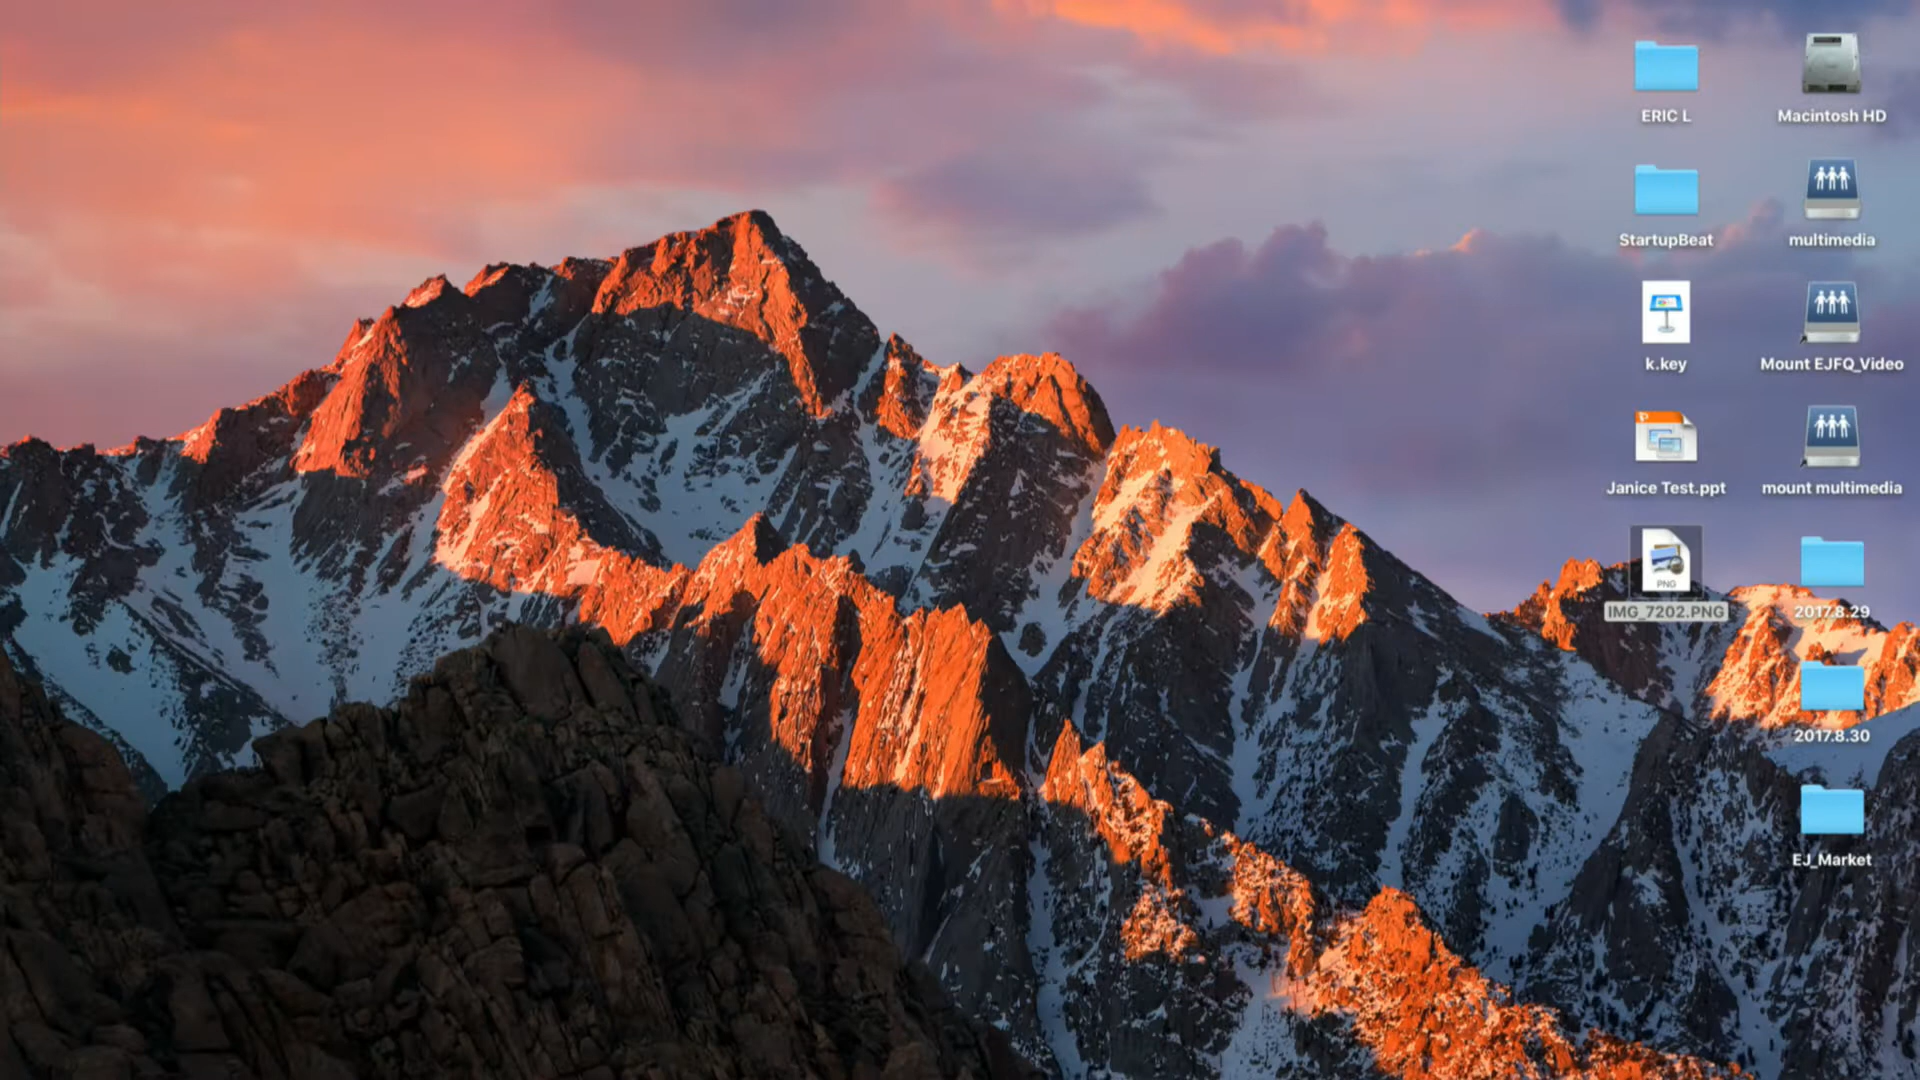 ERIC L
Macintosh HD
StartupBeat
multimedia
k.key
Mount EJFQ_Video
Janice Test.ppt
mount multimedia
PNG
IMG_7202.PNG
2017.8.29
2017.8.30
EJ_Market